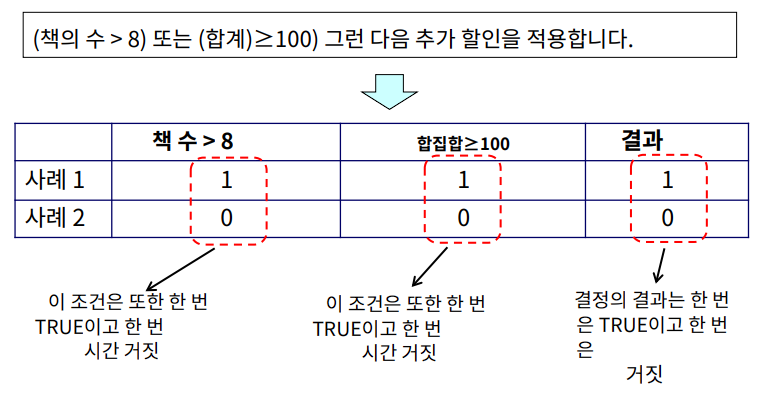 (책의 수 > 8) 또는 (합계)≥100) 그런 다음 추가 할인을 적용합니다.
책 수 > 8 합집합≥100 결과
사례 1 1 1 1
사례 2 0 0 0
이 조건은 또한 한 번
TRUE이고 한 번
시간 거짓
이 조건은 또한 한 번
TRUE이고 한 번
시간 거짓
결정의 결과는 한 번
은 TRUE이고 한 번
은
거짓